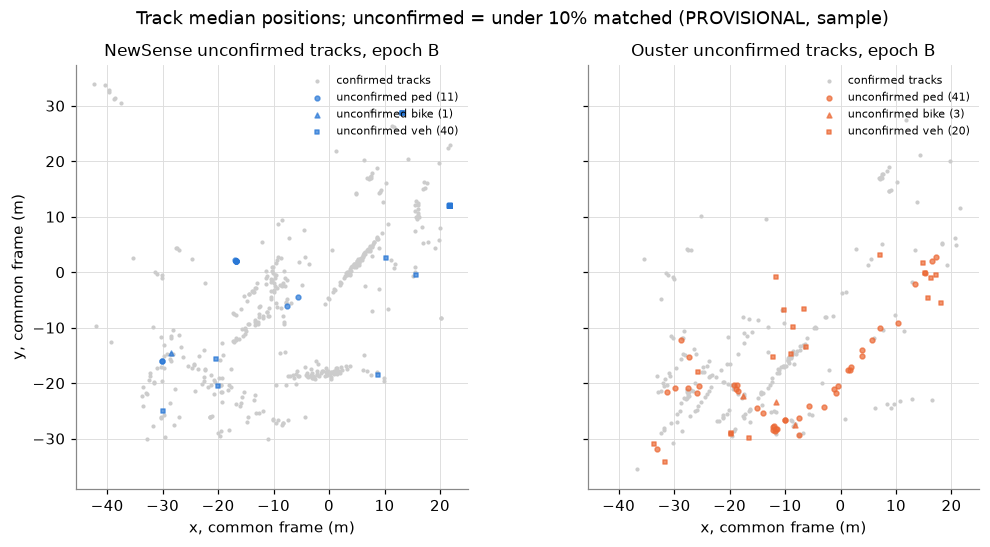 Track median positions; unconfirmed = under 10% matched (PROVISIONAL, sample)
NewSense unconfirmed tracks, epoch B
confirmed tracks
unconfirmed ped (11)
unconfirmed bike (1)
unconfirmed veh (40)
30
20
10
0
−10
−20
−30
y, common frame (m)
−40
−30
−20
−10
0
10
20
x, common frame (m)
Ouster unconfirmed tracks, epoch B
confirmed tracks
unconfirmed ped (41)
unconfirmed bike (3)
unconfirmed veh (20)
−40
−30
−20
−10
0
10
20
x, common frame (m)